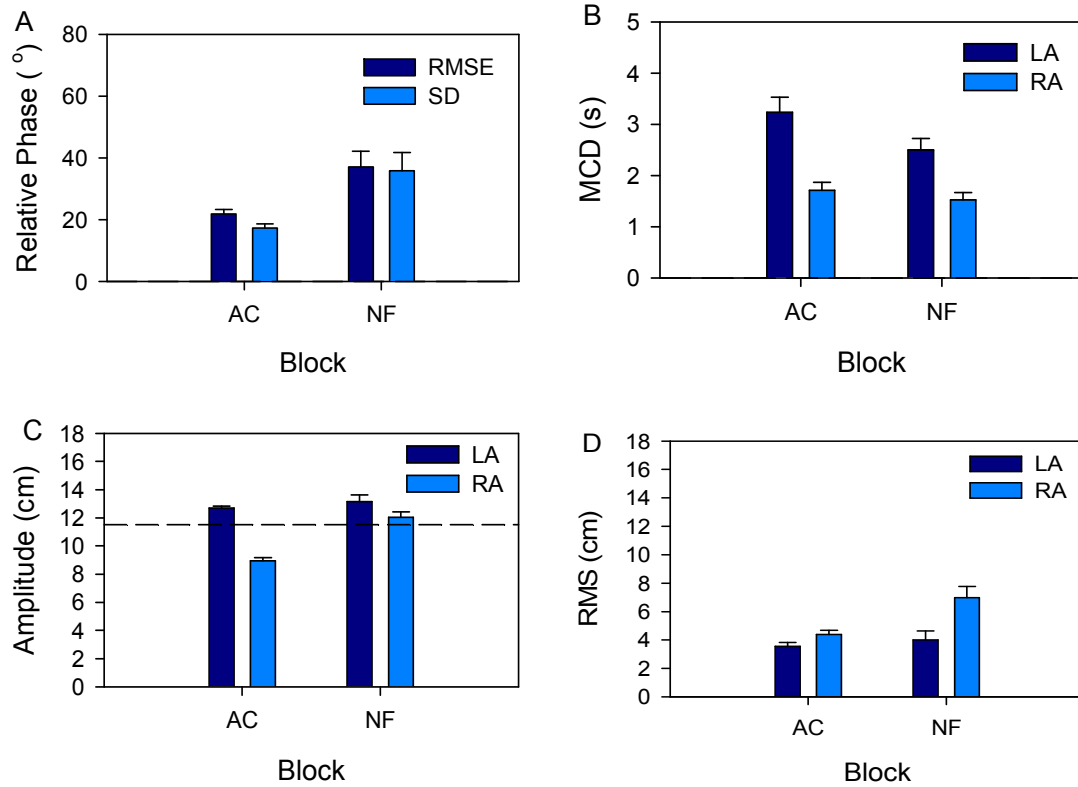 A
Relative Phase ( o)
80
60
40
20
0
RMSE
SD
AC NF
Block
B
MCD (s)
5
4
3
2
1
0
LA
RA
AC NF
Block
C
Amplitude (cm)
18
16
14
12
10
8
6
4
2
0
LA
RA
AC NF
Block
D
RMS (cm)
18
16
14
12
10
8
6
4
2
0
LA
RA
AC NF
Block